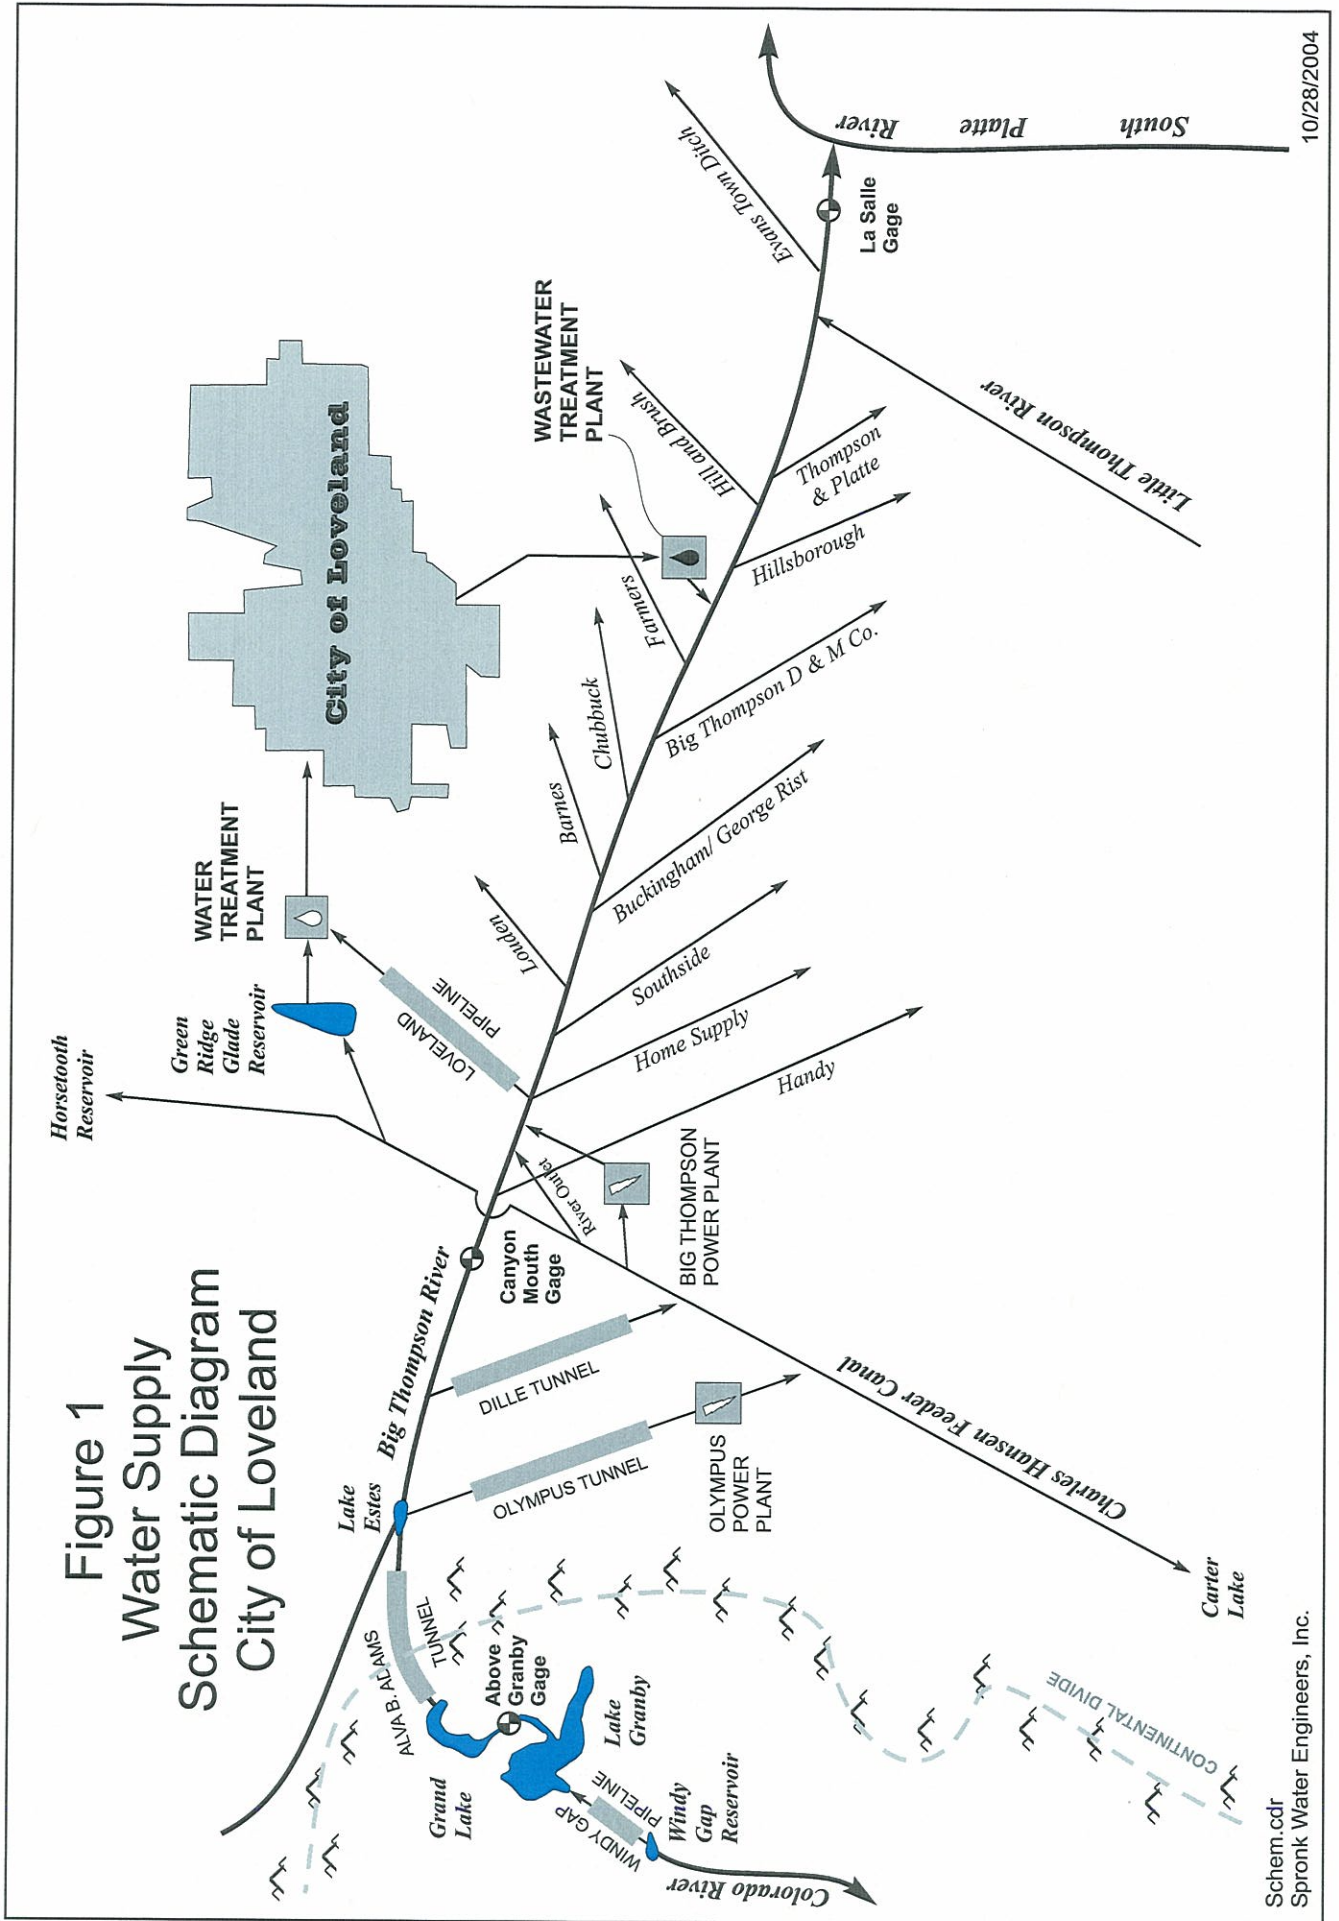 Figure 1
Water Supply
Schematic Diagram
City of Loveland
Horsetooth
Reservoir
Green
Ridge
Glade
Reservoir
WATER
TREATMENT
PLANT
City of Loveland
WASTEWATER
TREATMENT
PLANT
LOVELAND
PIPELINE
Louden
Barnes
Chubbuck
Farmers
Hill and Brush
Evans Town Ditch
La Salle
Gage
South Platte River
Lake
Estes
Big Thompson River
Canyon
Mouth
Gage
River Outlet
Handy
Home Supply
Southside
Buckingham/ George Rist
Big Thompson D & M Co.
Hillsborough
Thompson
& Platte
Little Thompson River
BIG THOMPSON
POWER PLANT
DILLE TUNNEL
OLYMPUS TUNNEL
OLYMPUS
POWER
PLANT
Charles Hansen Feeder Canal
Carter
Lake
ALVA B. ADAMS
TUNNEL
Above
Granby
Gage
Grand
Lake
Lake
Granby
WINDY GAP
PIPELINE
Windy
Gap
Reservoir
Colorado River
CONTINENTAL DIVIDE
Schem.cdr
Spronk Water Engineers, Inc.
10/28/2004